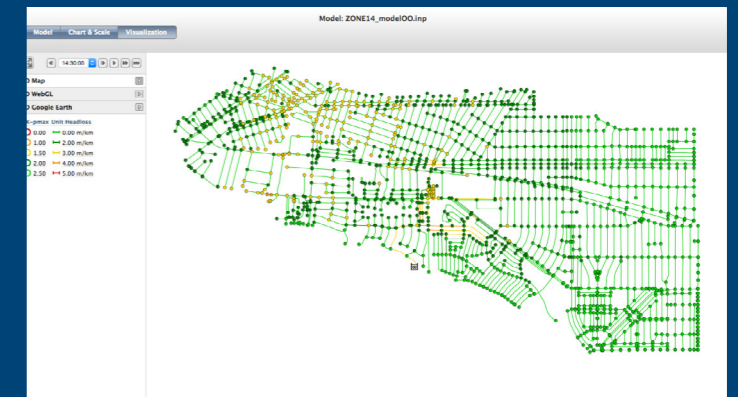 Model: ZONE14_modelOO.inp
Model Chart & Scale Visualization
14:30:00
D Map
D WebGL
D Google Earth
K-pmax Unit Headloss
0.00 0.00 m/km
1.00 2.00 m/km
1.50 3.00 m/km
2.00 4.00 m/km
2.50 5.00 m/km